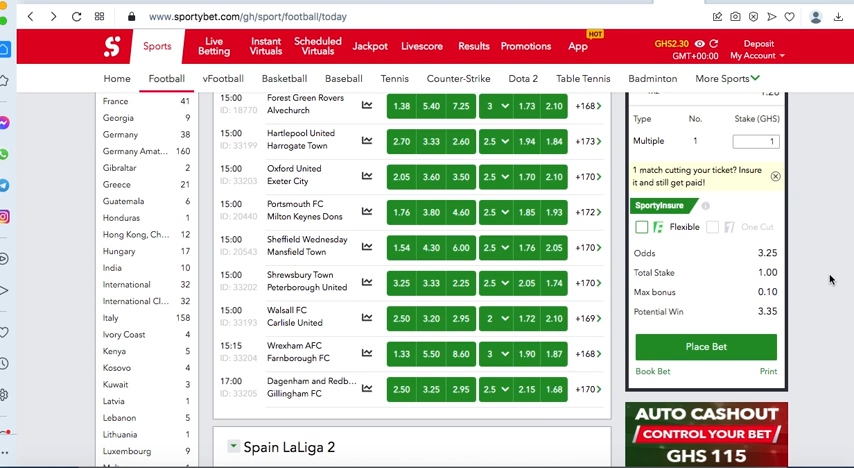 www.sportybet.com/gh/sport/football/today
Sports
Live Betting
Instant Virtuals
Scheduled Virtuals
Jackpot
Livescore
Results
Promotions
HOT
App
GHS2.30
GMT+00:00
Deposit
My Account
Home
Football
vFootball
Basketball
Baseball
Tennis
Counter-Strike
Dota 2
Table Tennis
Badminton
More Sports
France 41
Georgia 9
Germany 38
Germany Amat... 160
Gibraltar 2
Greece 21
Guatemala 6
Honduras 1
Hong Kong, Ch... 12
Hungary 17
India 10
International 32
International Cl... 32
Italy 158
Ivory Coast 4
Kenya 5
Kosovo 4
Kuwait 3
Latvia 1
Lebanon 5
Lithuania 1
Luxembourg 9
15:00 Forest Green Rovers
ID: 18770 Alvechurch 1.38 5.40 7.25 3 1.73 2.10 +168
15:00 Hartlepool United
ID: 33199 Harrogate Town 2.70 3.33 2.60 2.5 1.94 1.84 +173
15:00 Oxford United
ID: 33203 Exeter City 2.05 3.60 3.50 2.5 1.70 2.10 +170
15:00 Portsmouth FC
ID: 20440 Milton Keynes Dons 1.76 3.80 4.60 2.5 1.85 1.93 +172
15:00 Sheffield Wednesday
ID: 20543 Mansfield Town 1.54 4.30 6.00 2.5 1.76 2.05 +170
15:00 Shrewsbury Town
ID: 33202 Peterborough United 3.25 3.33 2.25 2.5 2.05 1.74 +170
15:00 Walsall FC
ID: 33193 Carlisle United 2.50 3.20 2.95 2 1.72 2.10 +169
15:15 Wrexham AFC
ID: 33204 Farnborough FC 1.33 5.50 8.60 3 1.90 1.87 +168
17:00 Dagenham and Redb...
ID: 33205 Gillingham FC 2.50 3.25 2.95 2.5 2.15 1.68 +170
Spain LaLiga 2
Type No. Stake (GHS)
Multiple 1 1
1 match cutting your ticket? Insure
it and still get paid!
SportyInsure
Flexible One Cut
Odds 3.25
Total Stake 1.00
Max bonus 0.10
Potential Win 3.35
Place Bet
Book Bet Print
AUTO CASHOUT
CONTROL YOUR BET
GHS 115